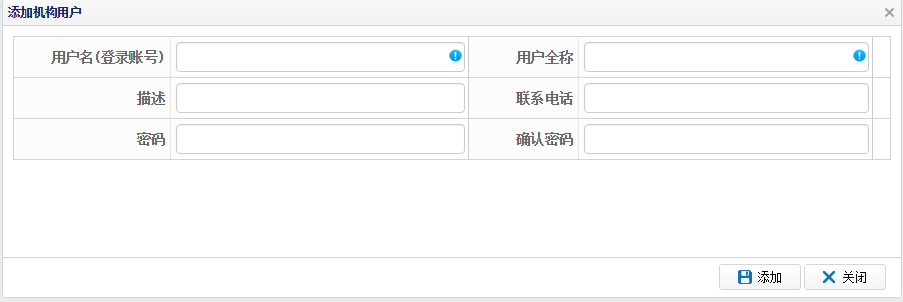 添加机构用户
用户名(登录账号) 用户全称
描述 联系电话
密码 确认密码
添加 关闭